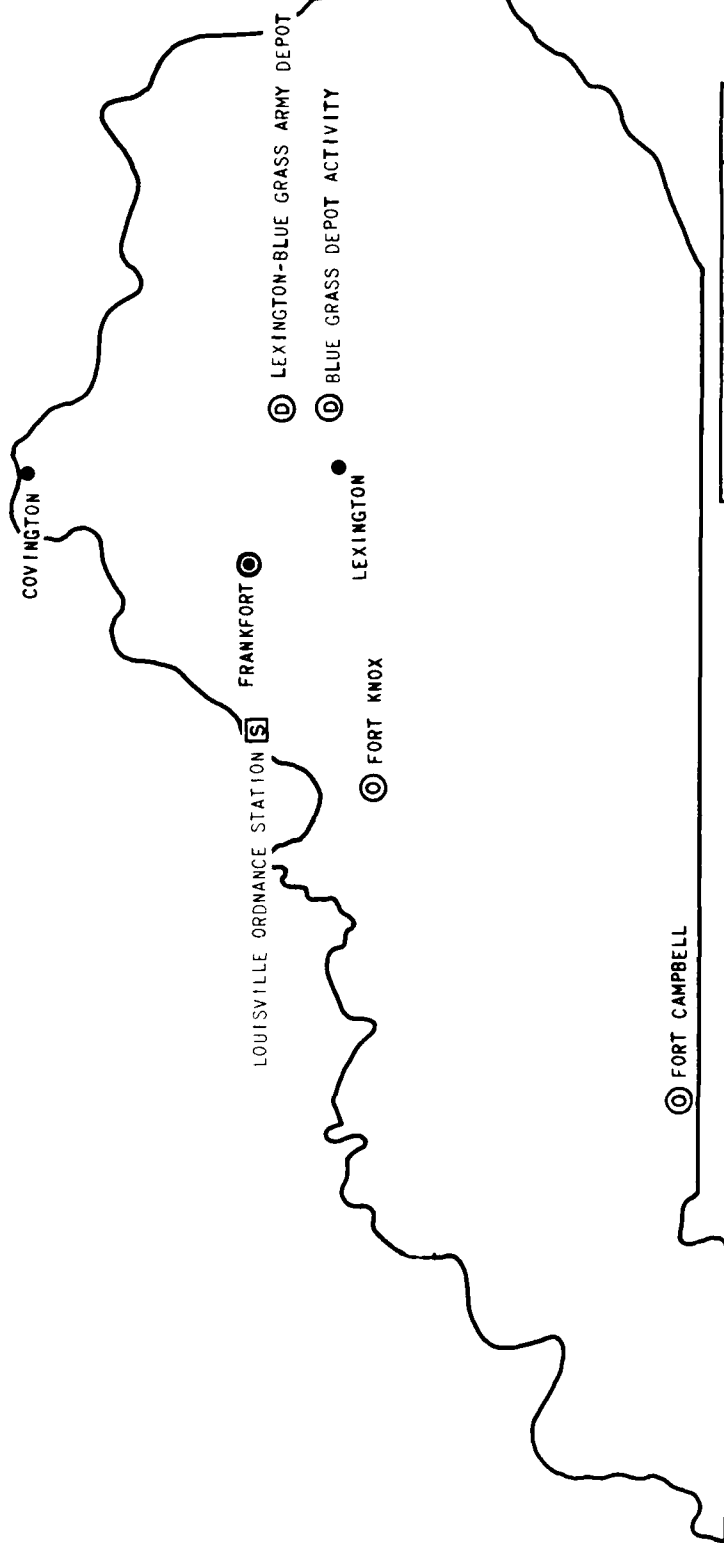 COVINGTON
LEXINGTON-BLUE GRASS ARMY DEPOT
D
BLUE GRASS DEPOT ACTIVITY
D
FRANKFORT
LEXINGTON
LOUISVILLE ORDNANCE STATION
S
FORT KNOX
O
FORT CAMPBELL
O